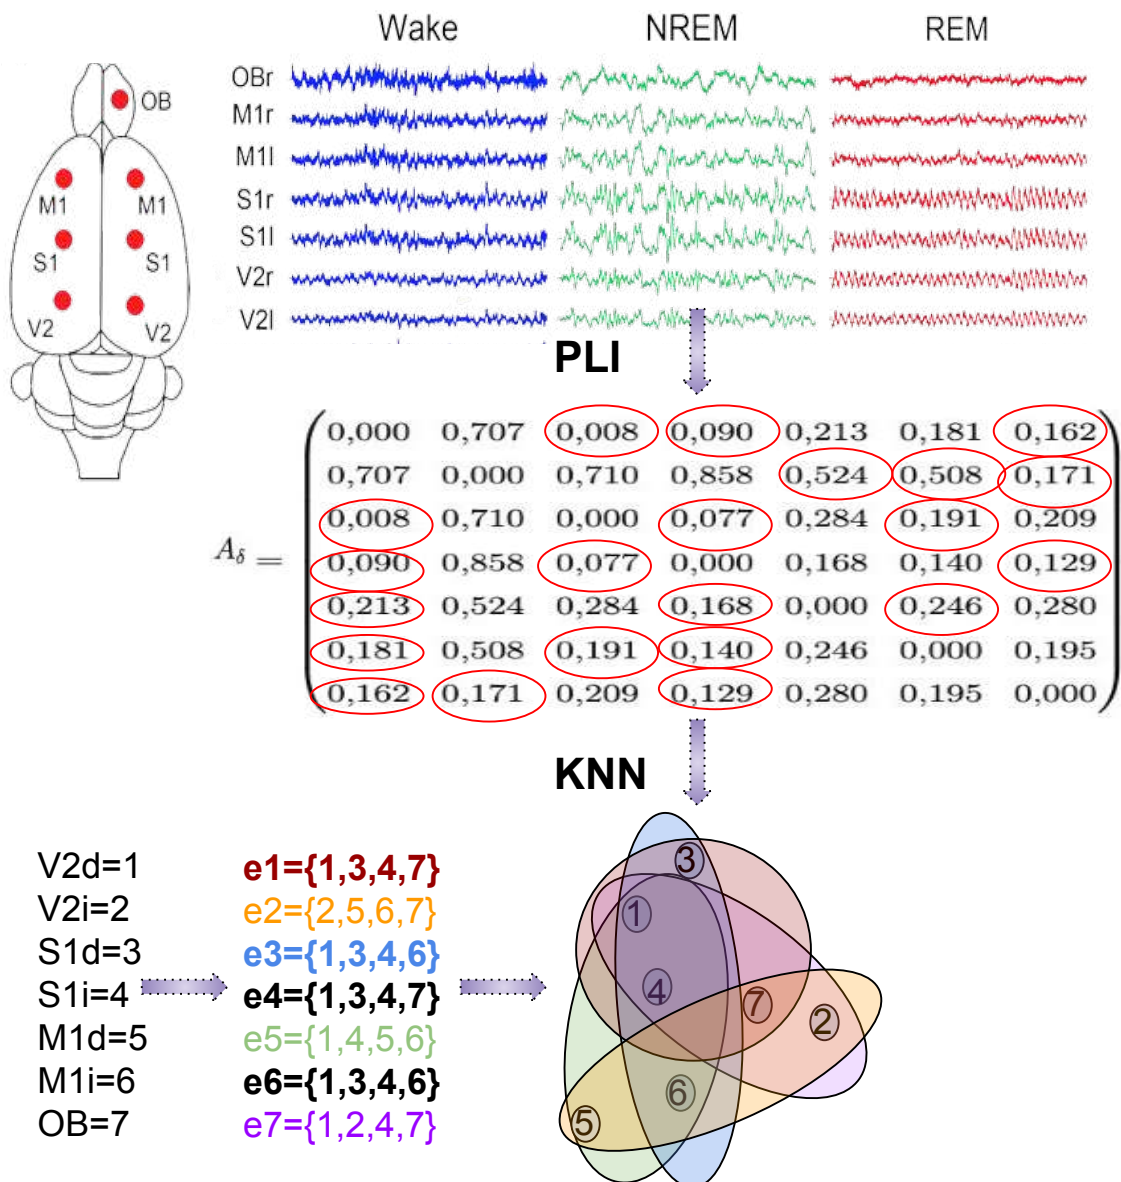 Wake NREM REM
OB
M1 M1
S1 S1
V2 V2
OBr
M1r
M1l
S1r
S1l
V2r
V2l
PLI
0,000 0,707 0,008 0,090 0,213 0,181 0,162
0,707 0,000 0,710 0,858 0,524 0,508 0,171
0,008 0,710 0,000 0,077 0,284 0,191 0,209
A_δ = 0,090 0,858 0,077 0,000 0,168 0,140 0,129
0,213 0,524 0,284 0,168 0,000 0,246 0,280
0,181 0,508 0,191 0,140 0,246 0,000 0,195
0,162 0,171 0,209 0,129 0,280 0,195 0,000
KNN
V2d=1
V2i=2
S1d=3
S1i=4
M1d=5
M1i=6
OB=7
e1={1,3,4,7}
e2={2,5,6,7}
e3={1,3,4,6}
e4={1,3,4,7}
e5={1,4,5,6}
e6={1,3,4,6}
e7={1,2,4,7}
3
1
4
7
2
6
5